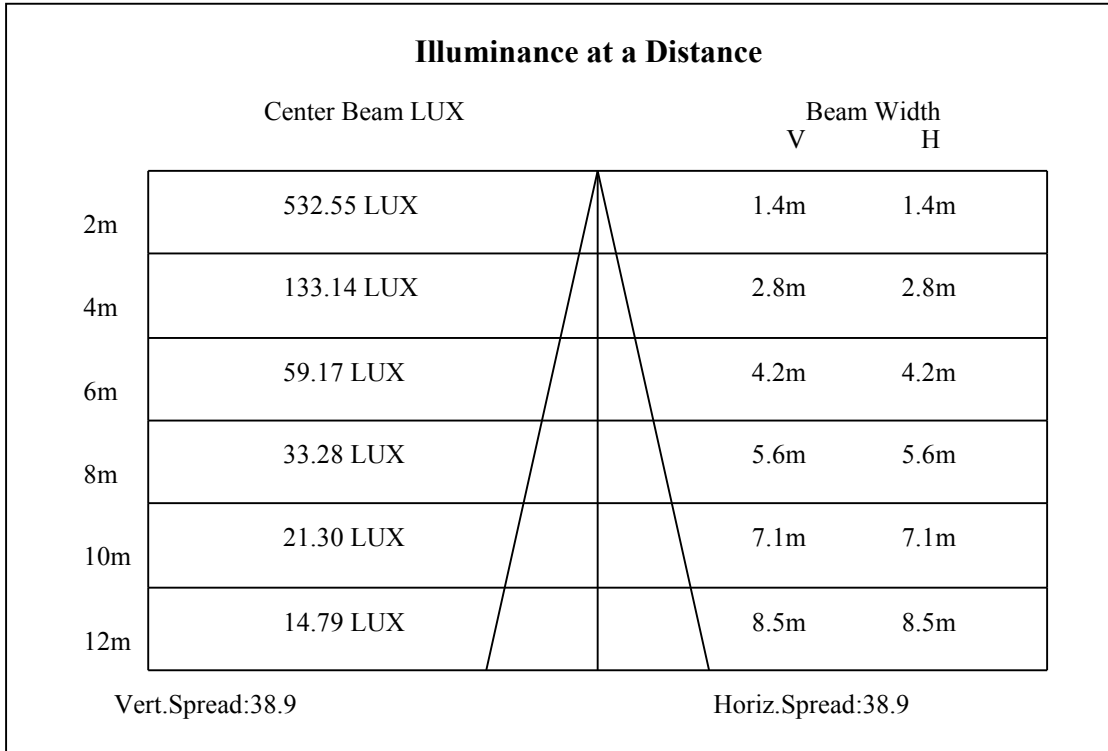 Illuminance at a Distance
Center Beam LUX Beam Width
V H
2m 532.55 LUX 1.4m 1.4m
4m 133.14 LUX 2.8m 2.8m
6m 59.17 LUX 4.2m 4.2m
8m 33.28 LUX 5.6m 5.6m
10m 21.30 LUX 7.1m 7.1m
12m 14.79 LUX 8.5m 8.5m
Vert.Spread:38.9 Horiz.Spread:38.9